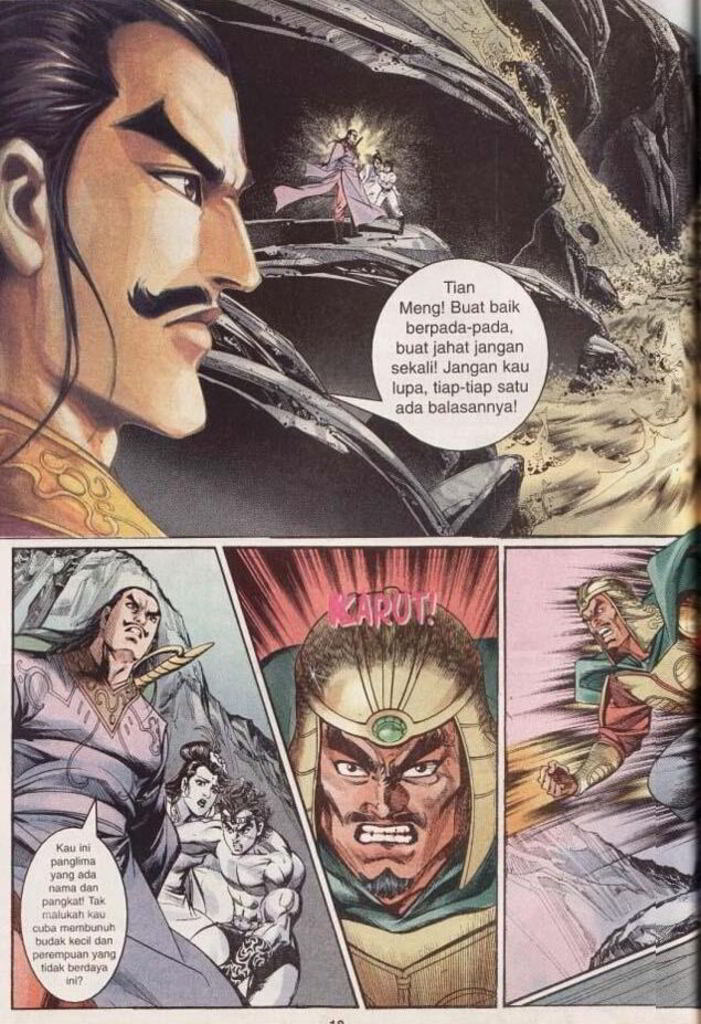 Tian
Meng! Buat baik
berpada-pada,
buat jahat jangan
sekali! Jangan kau
lupa, tiap-tiap satu
ada balasannya!
Kau ini
panglima
yang ada
nama dan
pangkat! Tak
malukah kau
cuba membunuh
budak kecil dan
perempuan yang
tidak berdaya
ini?
KARUT!